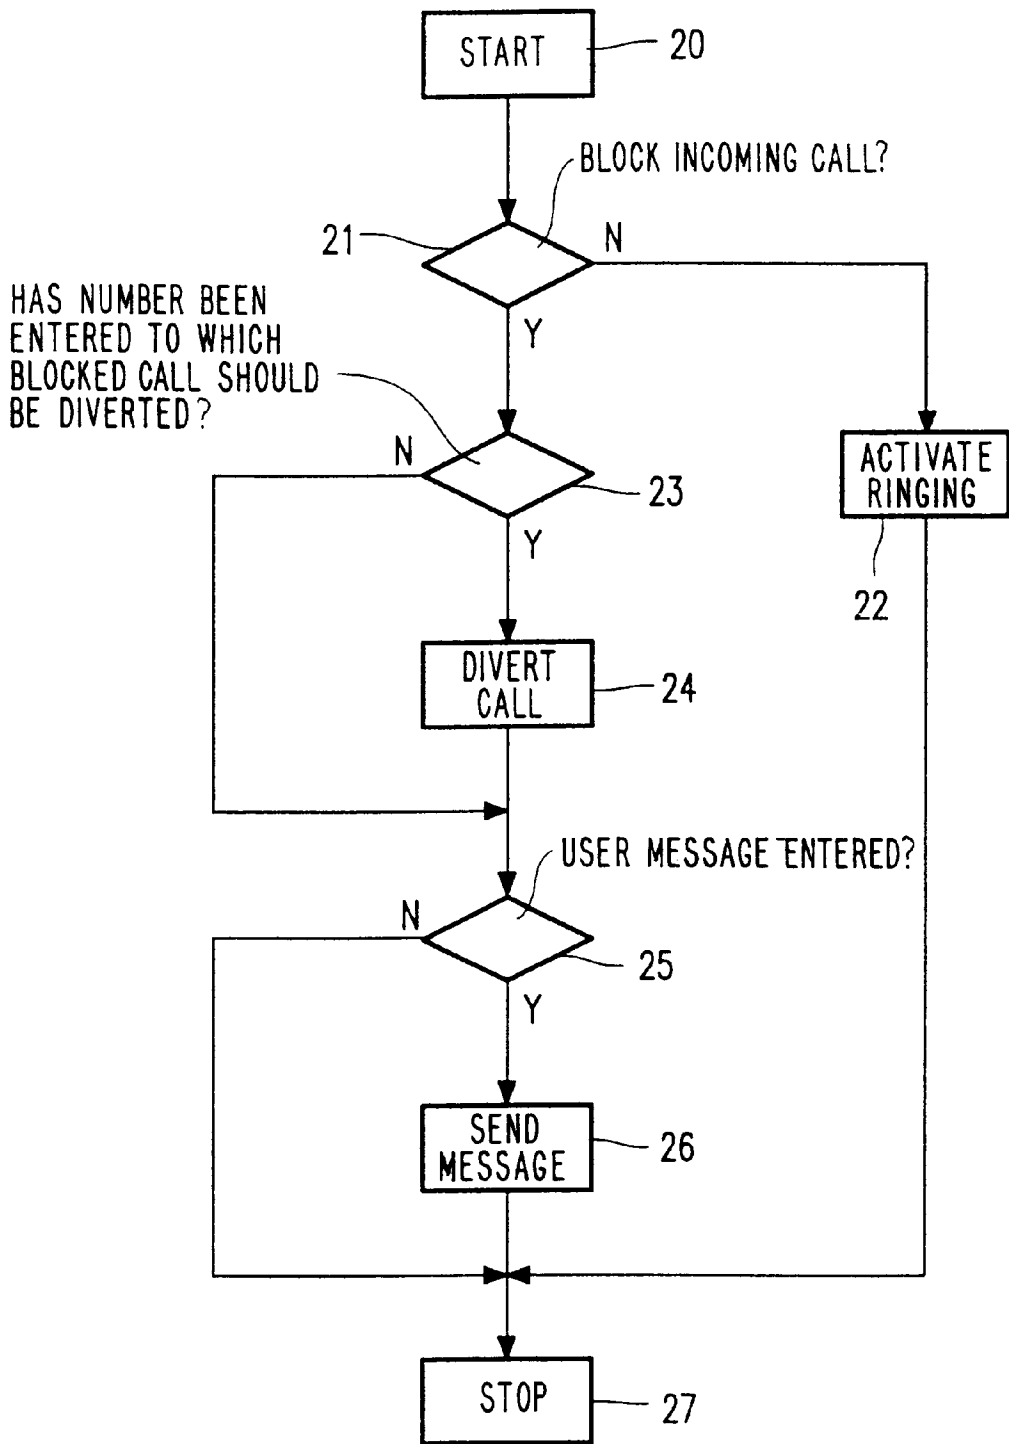 START
20
BLOCK INCOMING CALL?
21
N
Y
HAS NUMBER BEEN
ENTERED TO WHICH
BLOCKED CALL SHOULD
BE DIVERTED?
N
23
Y
ACTIVATE
RINGING
22
DIVERT
CALL
24
USER MESSAGE ENTERED?
N
25
Y
SEND
MESSAGE
26
STOP
27